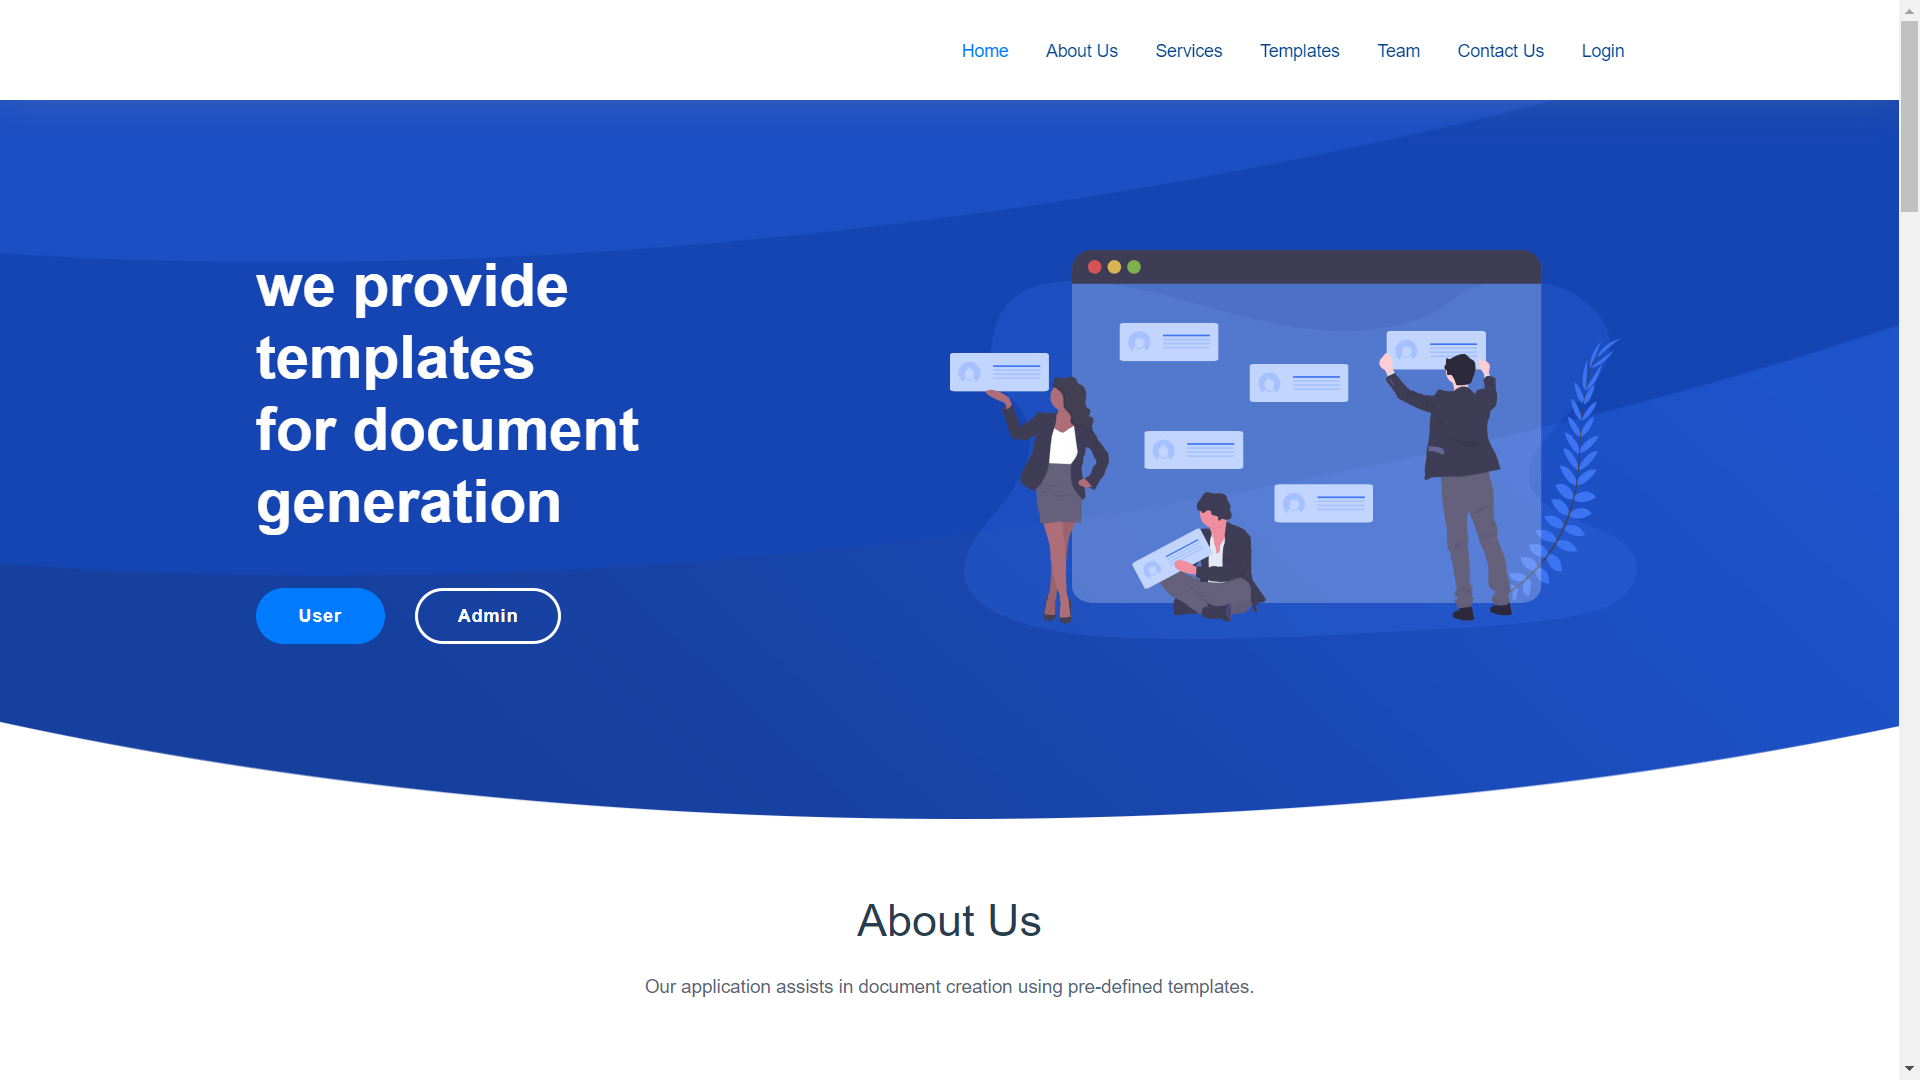 Home About Us Services Templates Team Contact Us Login
we provide
templates
for document
generation
User Admin
About Us
Our application assists in document creation using pre-defined templates.